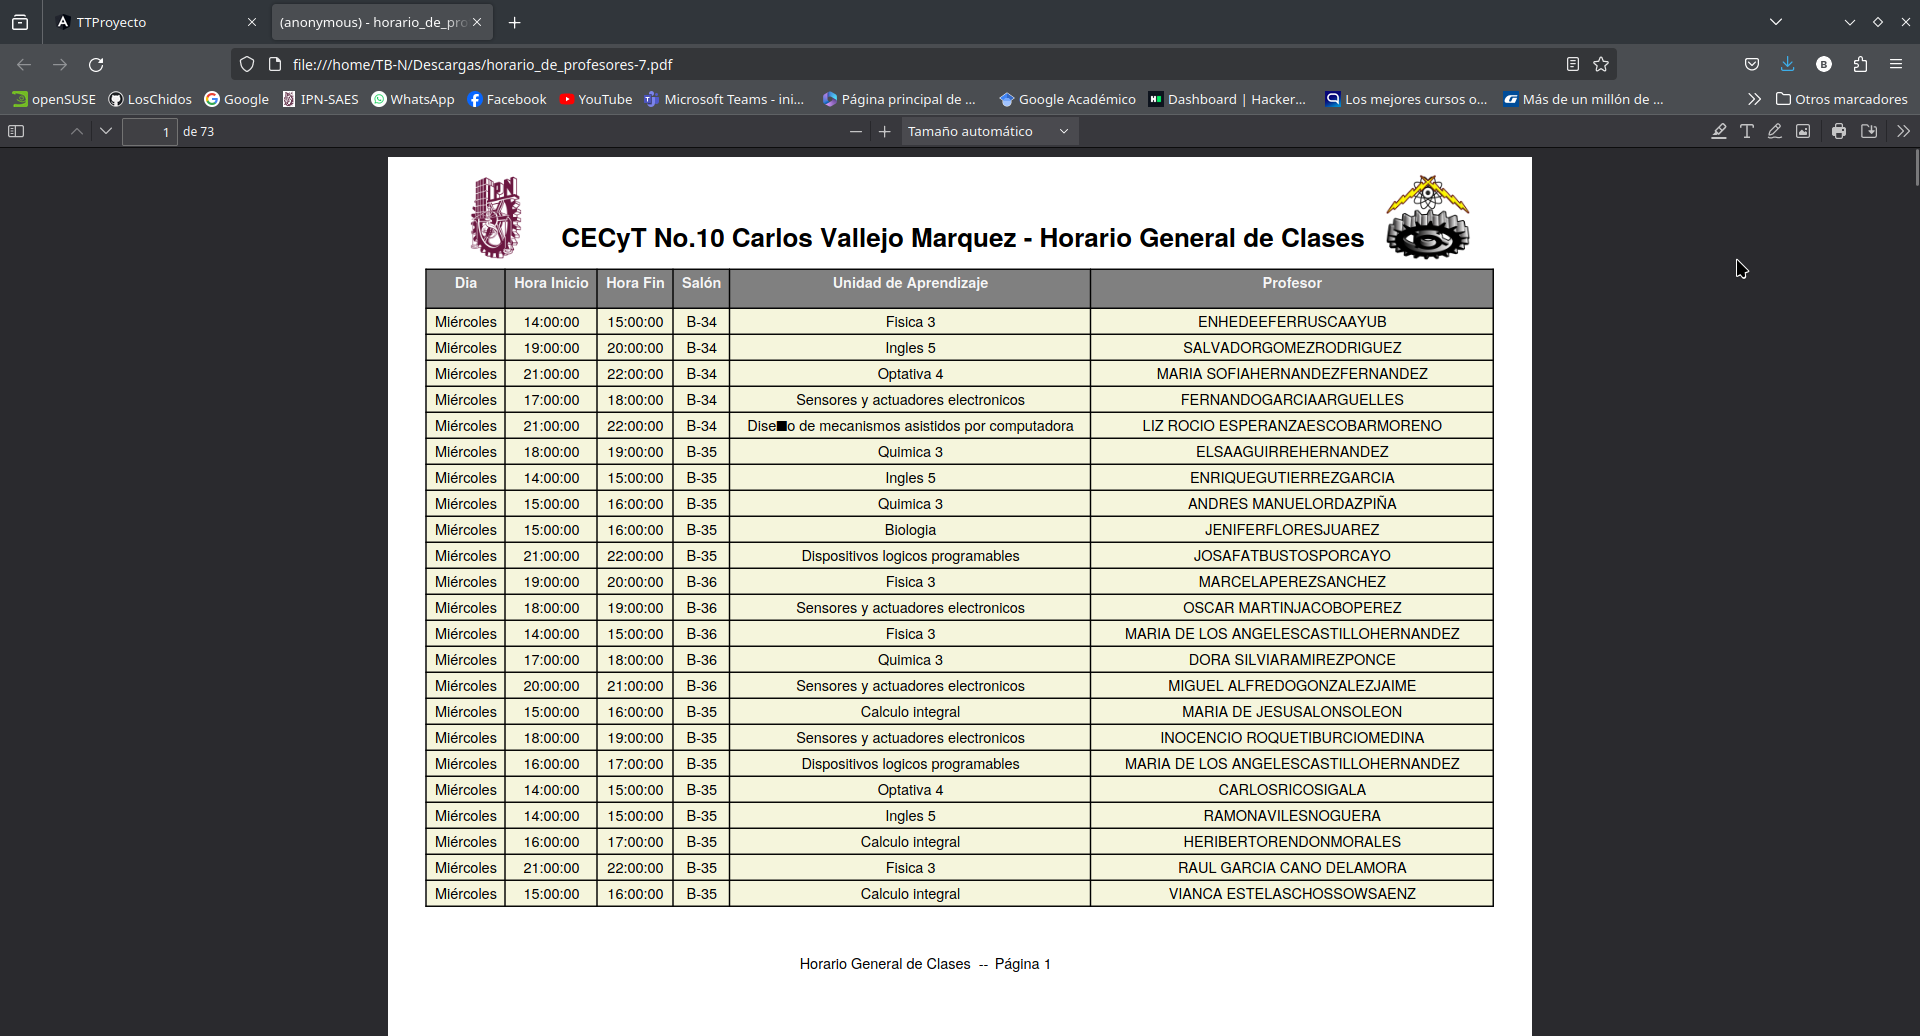 TTProyecto
(anonymous) - horario_de_pro
file:///home/TB-N/Descargas/horario_de_profesores-7.pdf
B
openSUSE LosChidos Google IPN-SAES WhatsApp Facebook YouTube Microsoft Teams - ini... Página principal de ... Google Académico Dashboard | Hacker... Los mejores cursos o... Más de un millón de ... Otros marcadores
1 de 73 Tamaño automático
IPN
CECyT No.10 Carlos Vallejo Marquez - Horario General de Clases
Dia Hora Inicio Hora Fin Salón Unidad de Aprendizaje Profesor
Miércoles 14:00:00 15:00:00 B-34 Fisica 3 ENHEDEEFERRUSCAAYUB
Miércoles 19:00:00 20:00:00 B-34 Ingles 5 SALVADORGOMEZRODRIGUEZ
Miércoles 21:00:00 22:00:00 B-34 Optativa 4 MARIA SOFIAHERNANDEZFERNANDEZ
Miércoles 17:00:00 18:00:00 B-34 Sensores y actuadores electronicos FERNANDOGARCIAARGUELLES
Miércoles 21:00:00 22:00:00 B-34 Dise■o de mecanismos asistidos por computadora LIZ ROCIO ESPERANZAESCOBARMORENO
Miércoles 18:00:00 19:00:00 B-35 Quimica 3 ELSAAGUIRREHERNANDEZ
Miércoles 14:00:00 15:00:00 B-35 Ingles 5 ENRIQUEGUTIERREZGARCIA
Miércoles 15:00:00 16:00:00 B-35 Quimica 3 ANDRES MANUELORDAZPIÑA
Miércoles 15:00:00 16:00:00 B-35 Biologia JENIFERFLORESJUAREZ
Miércoles 21:00:00 22:00:00 B-35 Dispositivos logicos programables JOSAFATBUSTOSPORCAYO
Miércoles 19:00:00 20:00:00 B-36 Fisica 3 MARCELAPEREZSANCHEZ
Miércoles 18:00:00 19:00:00 B-36 Sensores y actuadores electronicos OSCAR MARTINJACOBOPEREZ
Miércoles 14:00:00 15:00:00 B-36 Fisica 3 MARIA DE LOS ANGELESCASTILLOHERNANDEZ
Miércoles 17:00:00 18:00:00 B-36 Quimica 3 DORA SILVIARAMIREZPONCE
Miércoles 20:00:00 21:00:00 B-36 Sensores y actuadores electronicos MIGUEL ALFREDOGONZALEZJAIME
Miércoles 15:00:00 16:00:00 B-35 Calculo integral MARIA DE JESUSALONSOLEON
Miércoles 18:00:00 19:00:00 B-35 Sensores y actuadores electronicos INOCENCIO ROQUETIBURCIOMEDINA
Miércoles 16:00:00 17:00:00 B-35 Dispositivos logicos programables MARIA DE LOS ANGELESCASTILLOHERNANDEZ
Miércoles 14:00:00 15:00:00 B-35 Optativa 4 CARLOSRICOSIGALA
Miércoles 14:00:00 15:00:00 B-35 Ingles 5 RAMONAVILESNOGUERA
Miércoles 16:00:00 17:00:00 B-35 Calculo integral HERIBERTORENDONMORALES
Miércoles 21:00:00 22:00:00 B-35 Fisica 3 RAUL GARCIA CANO DELAMORA
Miércoles 15:00:00 16:00:00 B-35 Calculo integral VIANCA ESTELASCHOSSOWSAENZ
Horario General de Clases -- Página 1